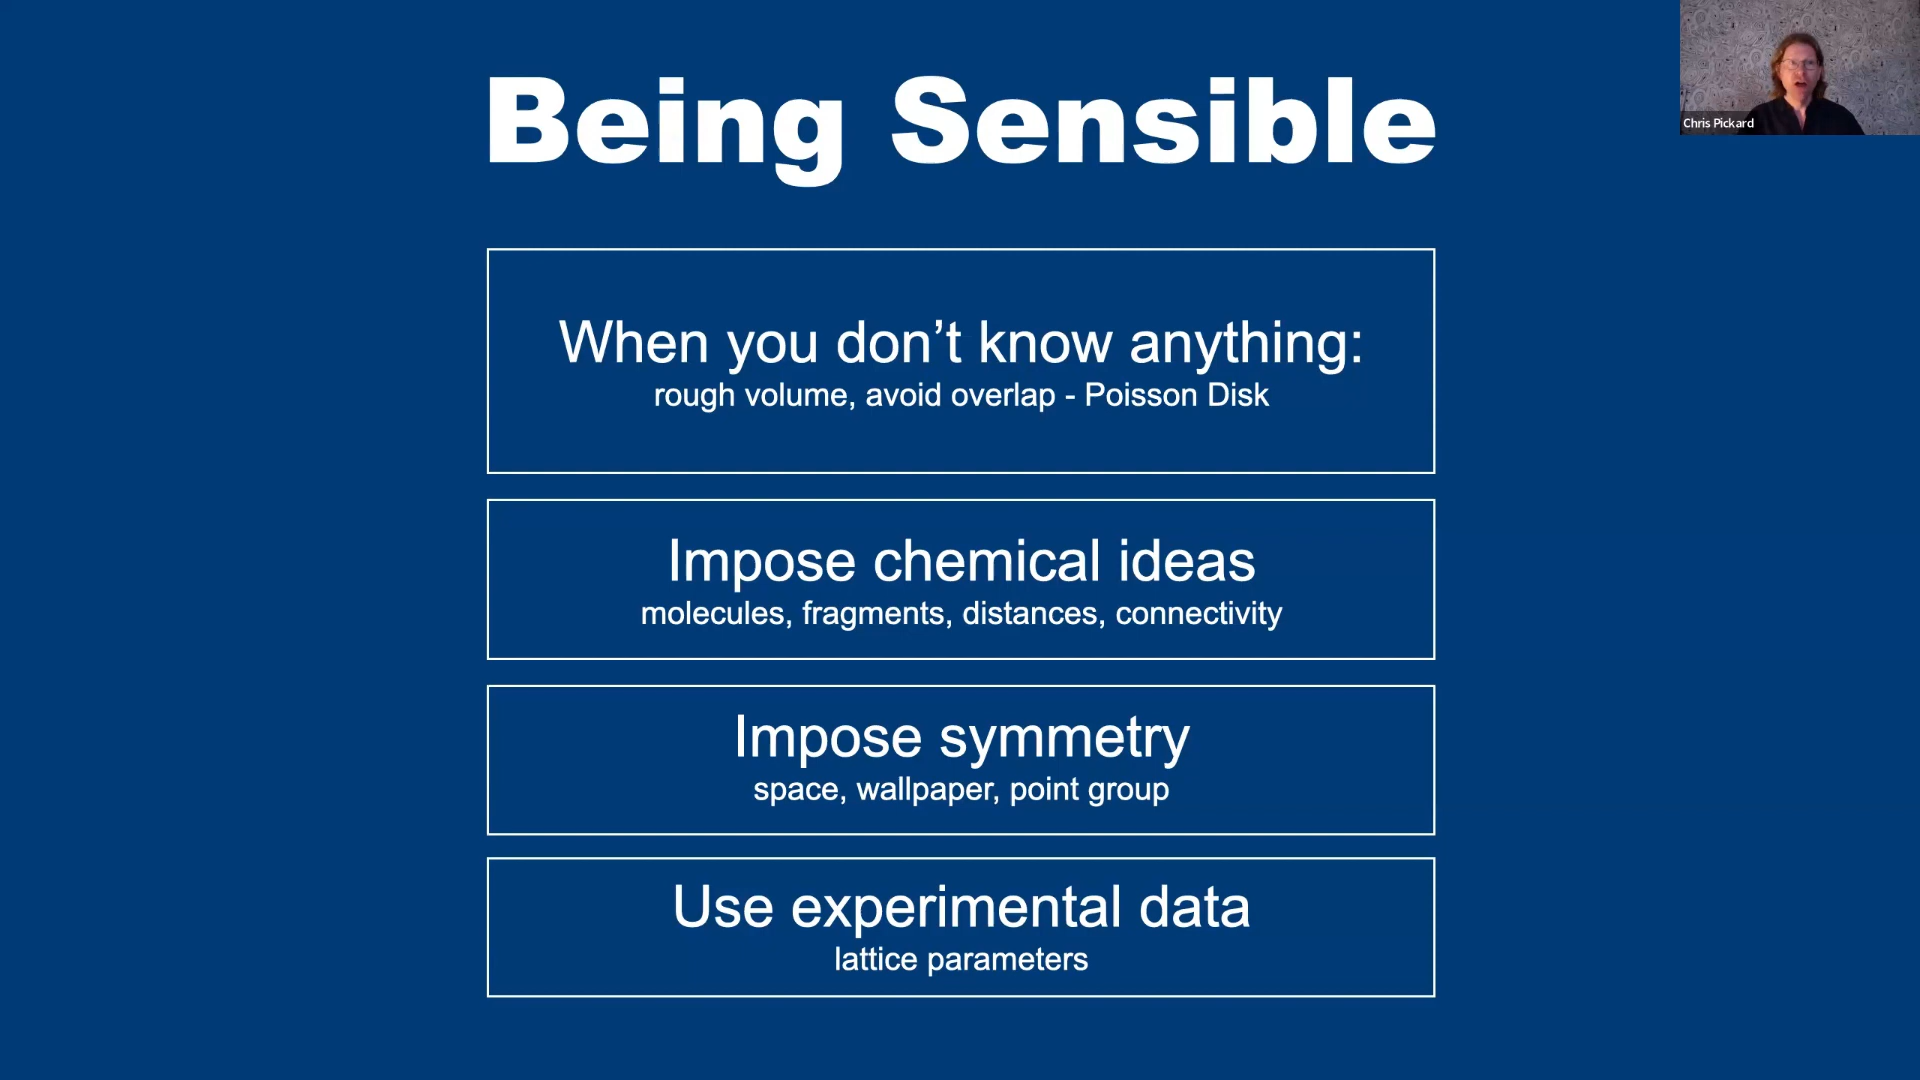 Being Sensible
Chris Pickard
When you don’t know anything:
rough volume, avoid overlap - Poisson Disk
Impose chemical ideas
molecules, fragments, distances, connectivity
Impose symmetry
space, wallpaper, point group
Use experimental data
lattice parameters